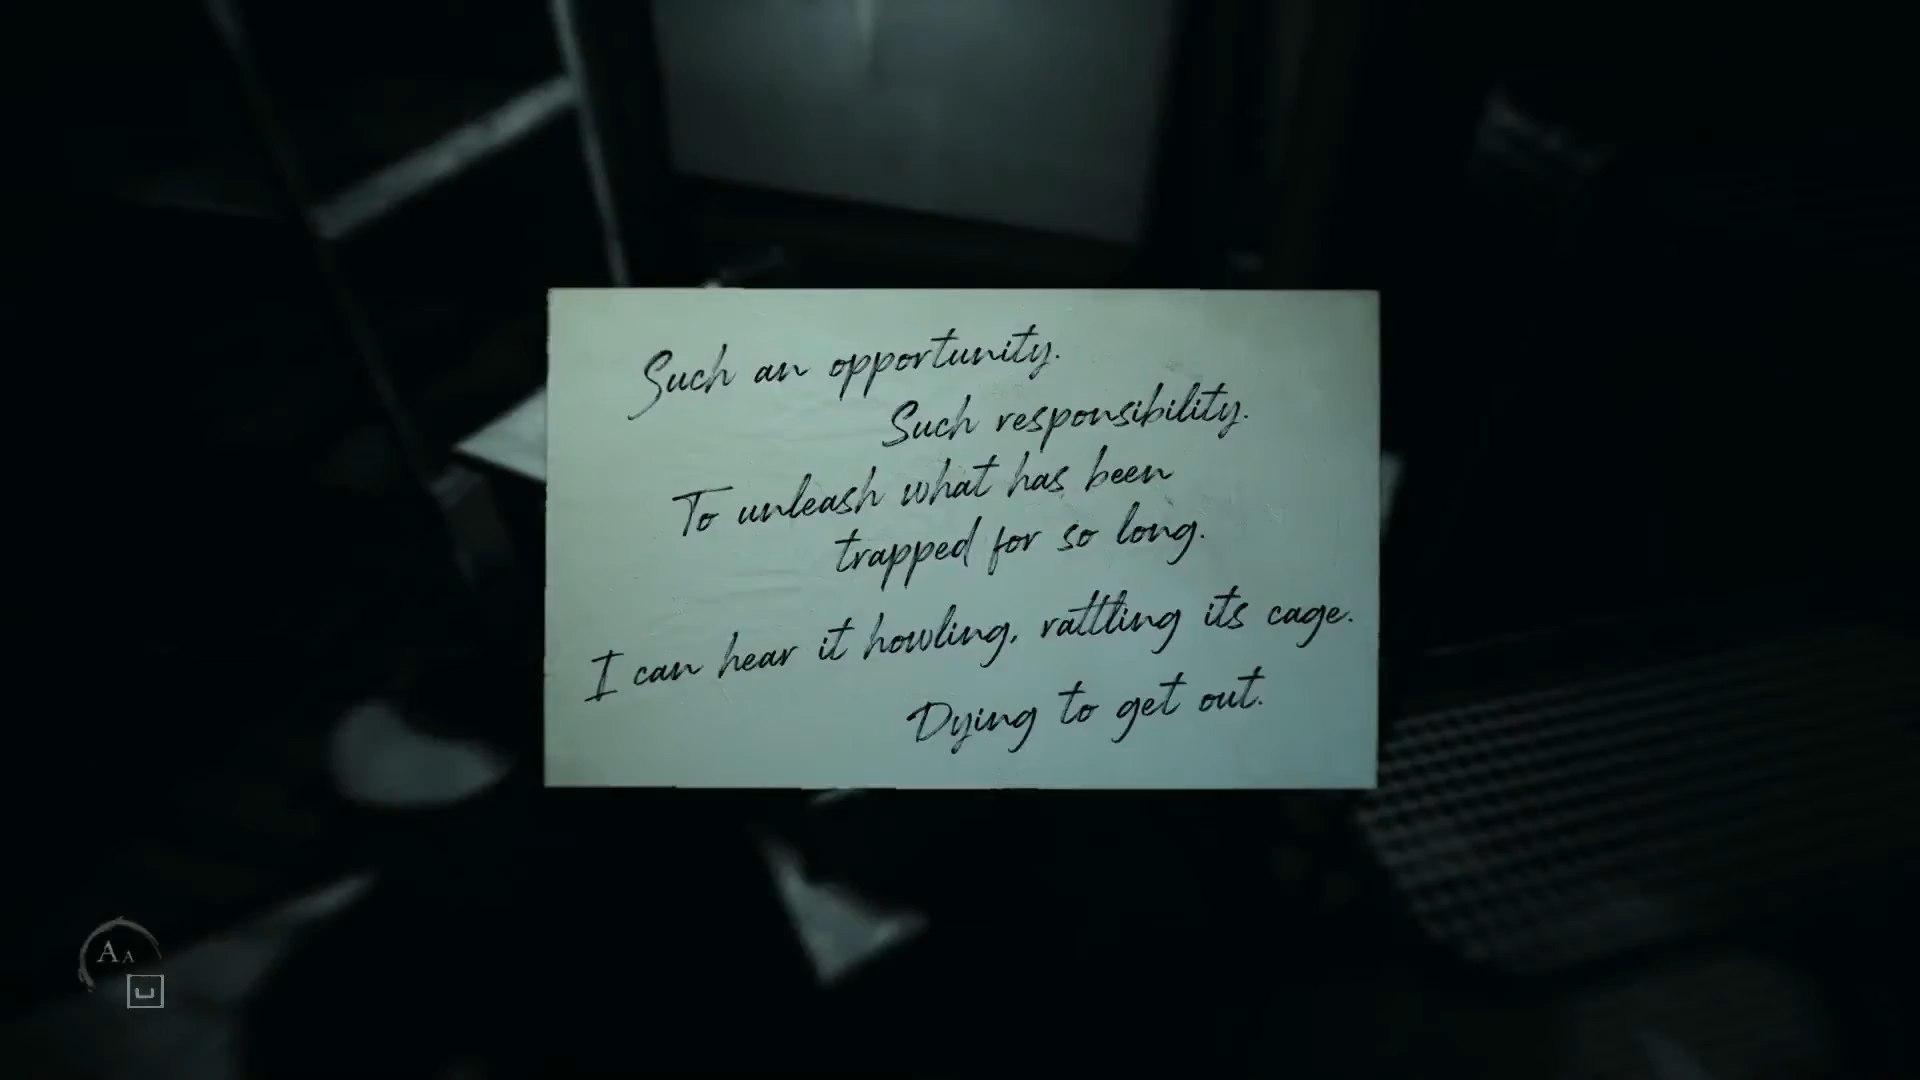 Such an opportunity.
Such responsibility.
To unleash what has been
trapped for so long.
I can hear it howling, rattling its cage.
Dying to get out.
AA